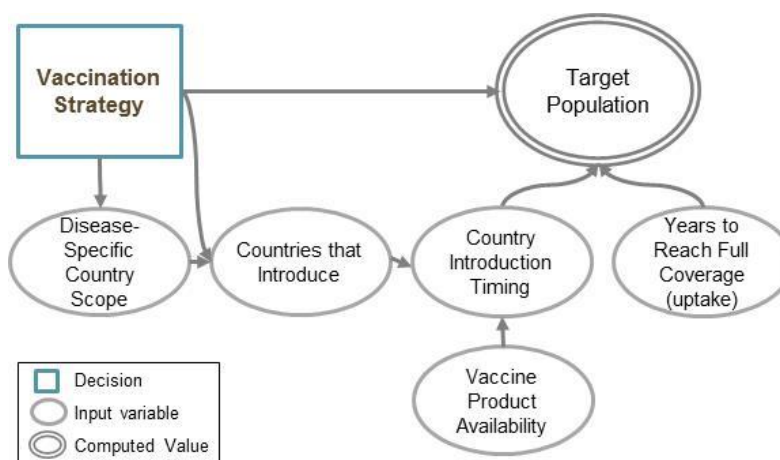 Vaccination
Strategy
Target
Population
Disease-
Specific
Country
Scope
Countries that
Introduce
Country
Introduction
Timing
Years to
Reach Full
Coverage
(uptake)
Vaccine
Product
Availability
Decision
Input variable
Computed Value